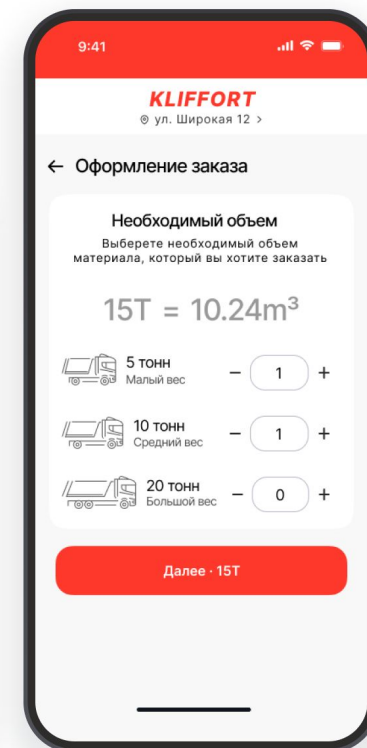 9:41
KLIFFORT
ул. Широкая 12 >
← Оформление заказа
Необходимый объем
Выберете необходимый объем
материала, который вы хотите заказать
15T = 10.24m³
5 тонн
Малый вес
− 1 +
10 тонн
Средний вес
− 1 +
20 тонн
Большой вес
− 0 +
Далее · 15Т